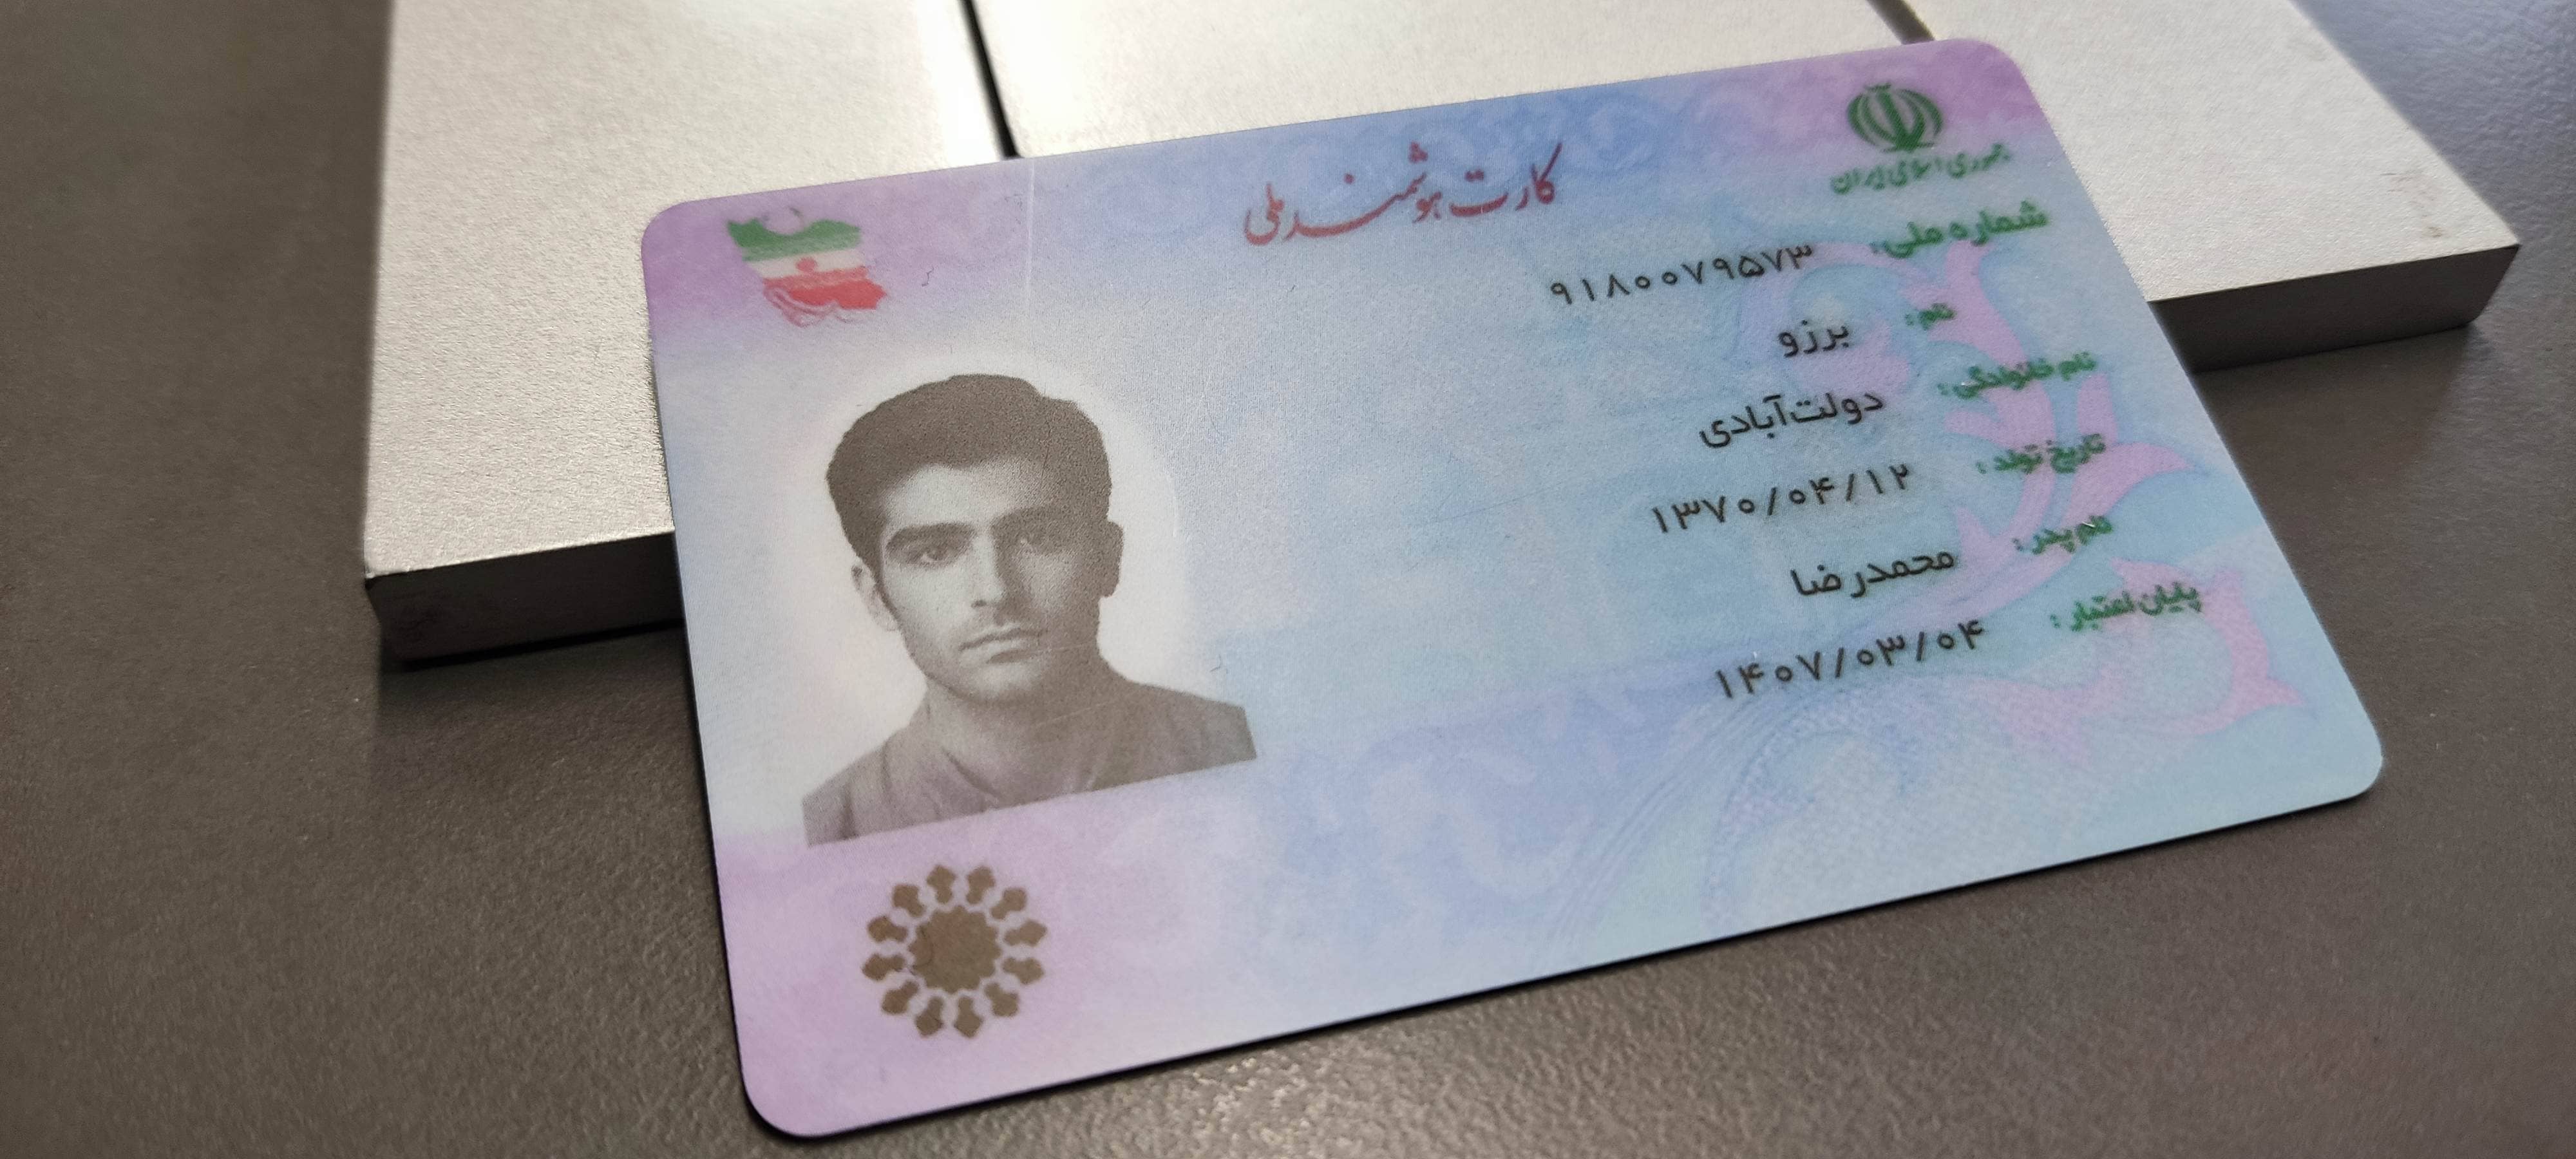 جمهوری اسلامی ایران
کارت هوشمند ملی
شماره ملی: ۹۱۸۰۰۷۹۵۷۳
نام: برزو
نام خانوادگی: دولت‌آبادی
تاریخ تولد: ۱۳۷۰/۰۴/۱۲
نام پدر: محمدرضا
پایان اعتبار: ۱۴۰۷/۰۳/۰۴